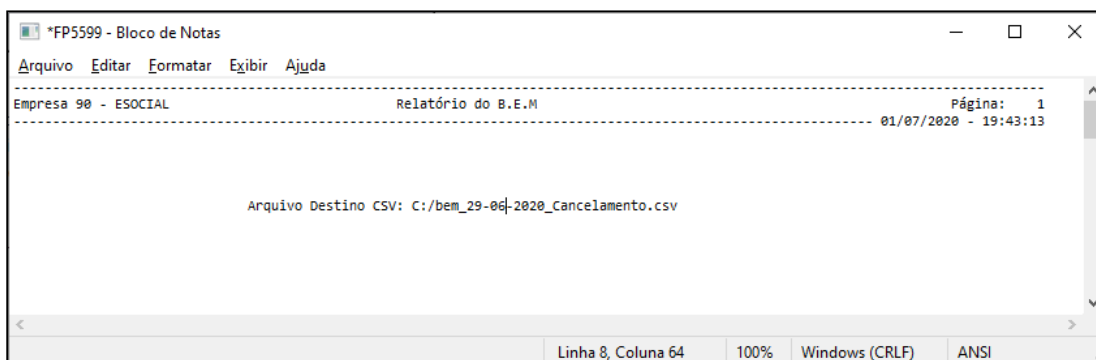 *FP5599 - Bloco de Notas
Arquivo Editar Formatar Exibir Ajuda
--------------------------------------------------------------------------------------------------------------------------------
Empresa 90 - ESOCIAL Relatório do B.E.M Página: 1
----------------------------------------------------------------------------------------------------------- 01/07/2020 - 19:43:13
Arquivo Destino CSV: C:/bem_29-06-2020_Cancelamento.csv
Linha 8, Coluna 64 100% Windows (CRLF) ANSI